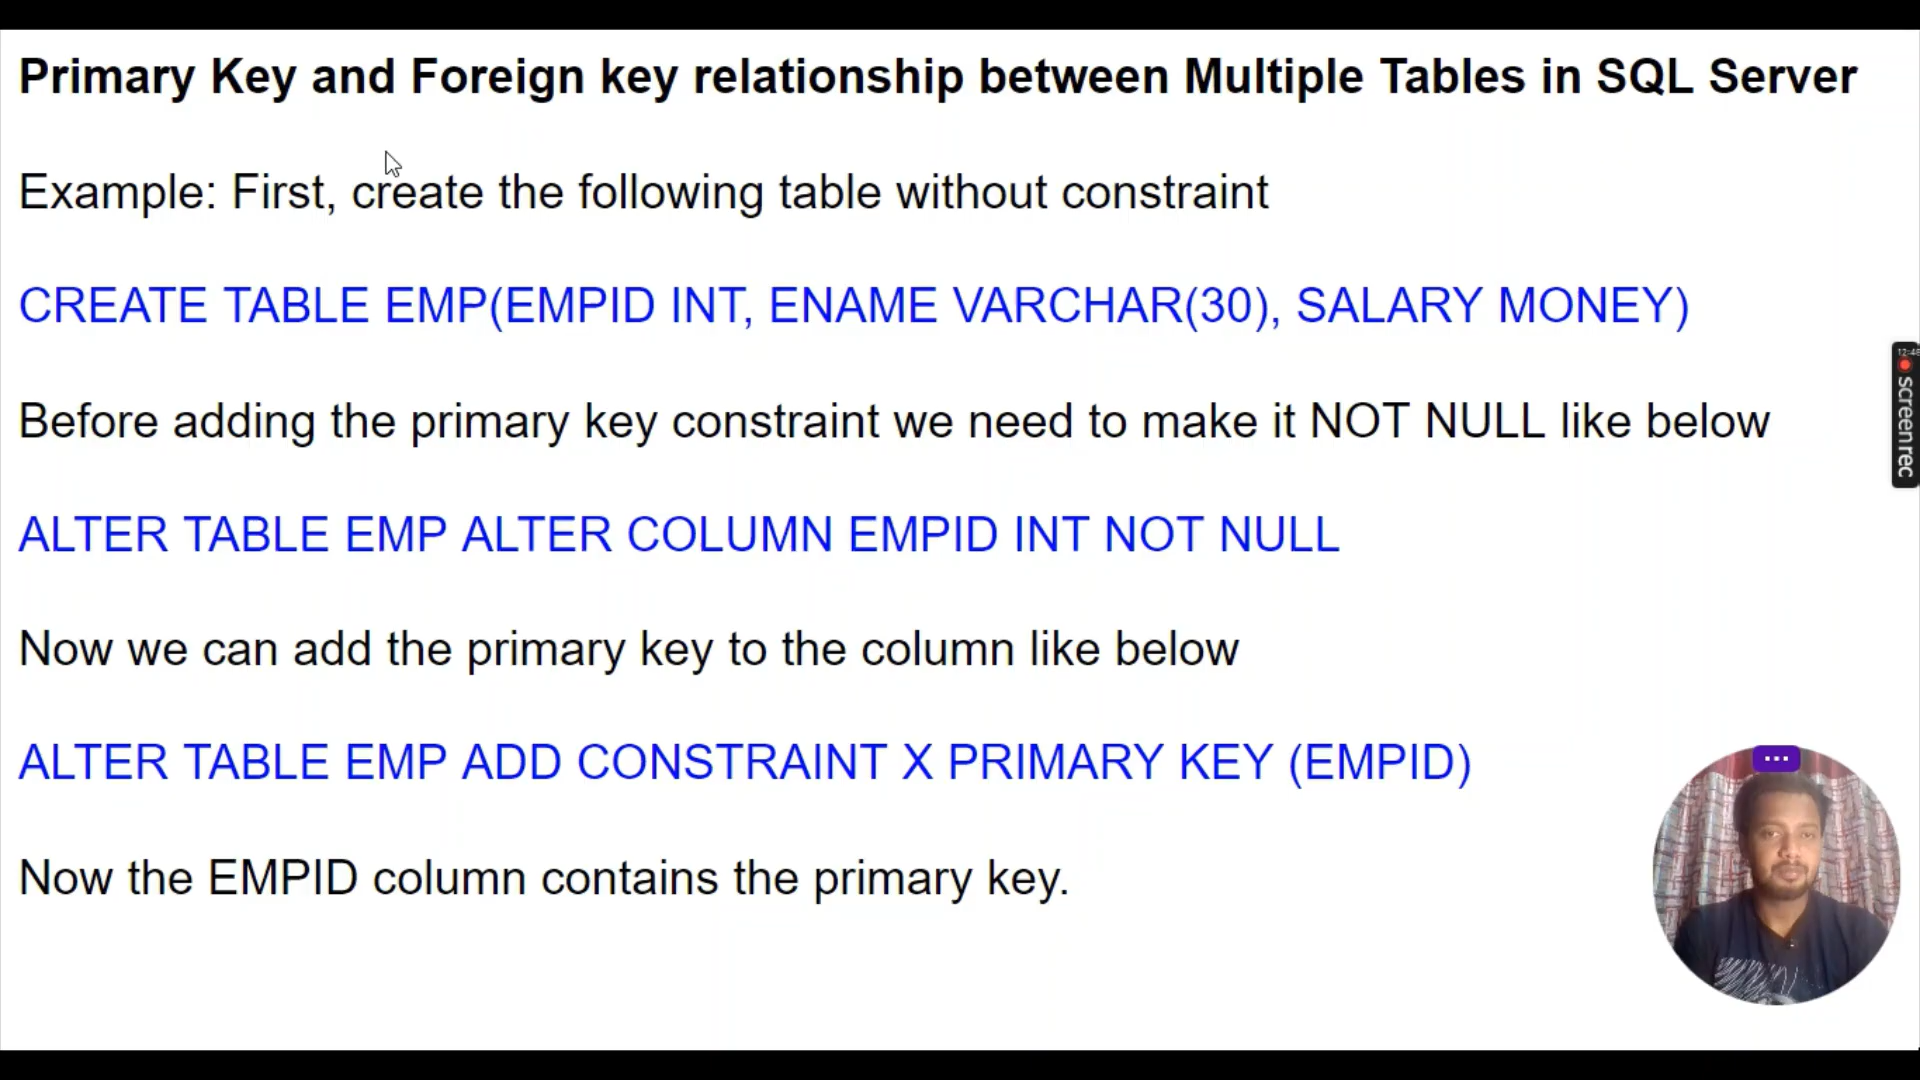 Primary Key and Foreign key relationship between Multiple Tables in SQL Server
Example: First, create the following table without constraint
CREATE TABLE EMP(EMPID INT, ENAME VARCHAR(30), SALARY MONEY)
Before adding the primary key constraint we need to make it NOT NULL like below
ALTER TABLE EMP ALTER COLUMN EMPID INT NOT NULL
Now we can add the primary key to the column like below
ALTER TABLE EMP ADD CONSTRAINT X PRIMARY KEY (EMPID)
Now the EMPID column contains the primary key.
screenrec